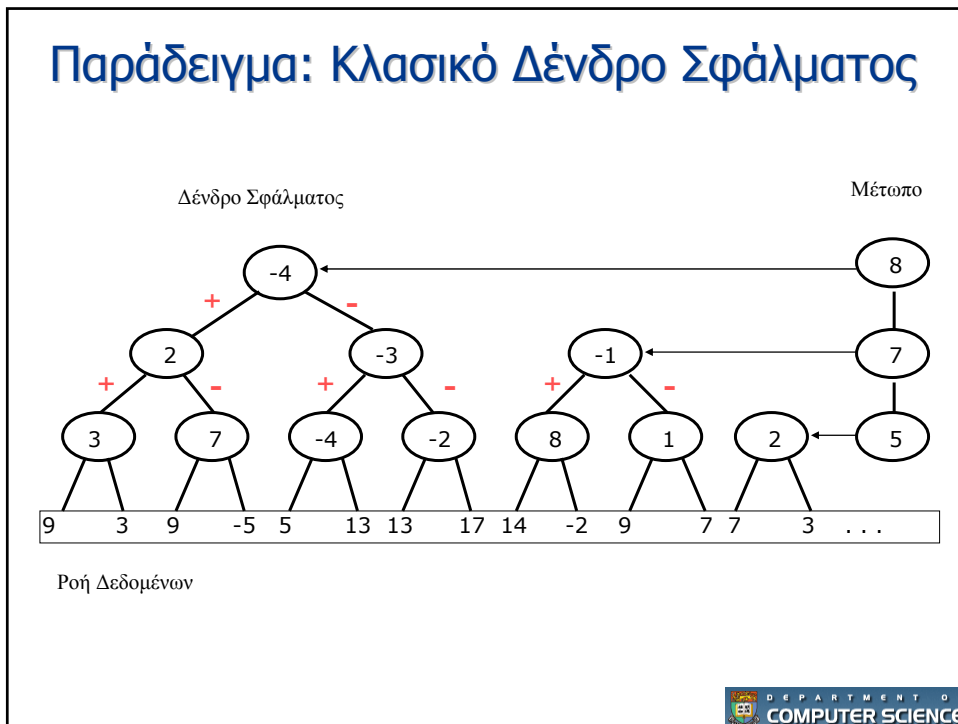 Παράδειγμα: Κλασικό Δένδρο Σφάλματος
Δένδρο Σφάλματος
Μέτωπο
-4
8
+ -
2 -3 -1 7
+ - + - + -
3 7 -4 -2 8 1 2 5
9 3 9 -5 5 13 13 17 14 -2 9 7 7 3 . . .
Ροή Δεδομένων
DEPARTMENT O
COMPUTER SCIENCE